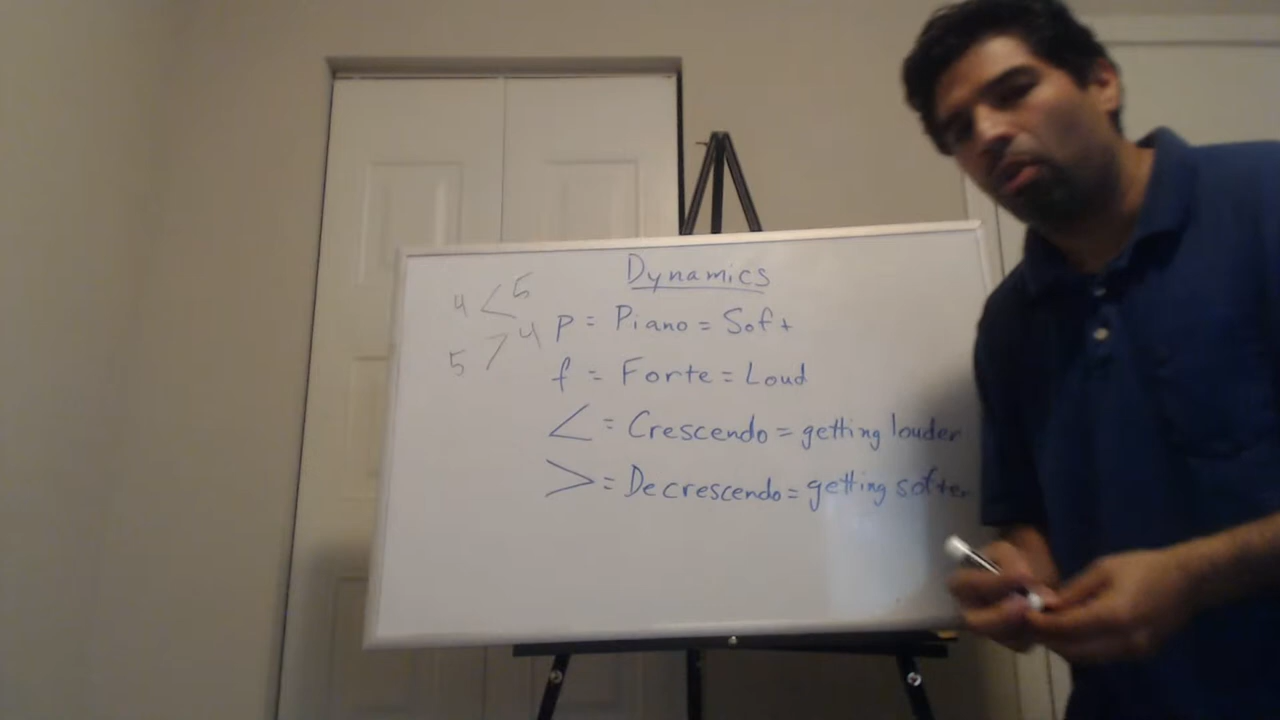 Dynamics
4 < 5
5 > 4
p = Piano = Soft
f = Forte = Loud
< = Crescendo = getting louder
> = Decrescendo = getting softer